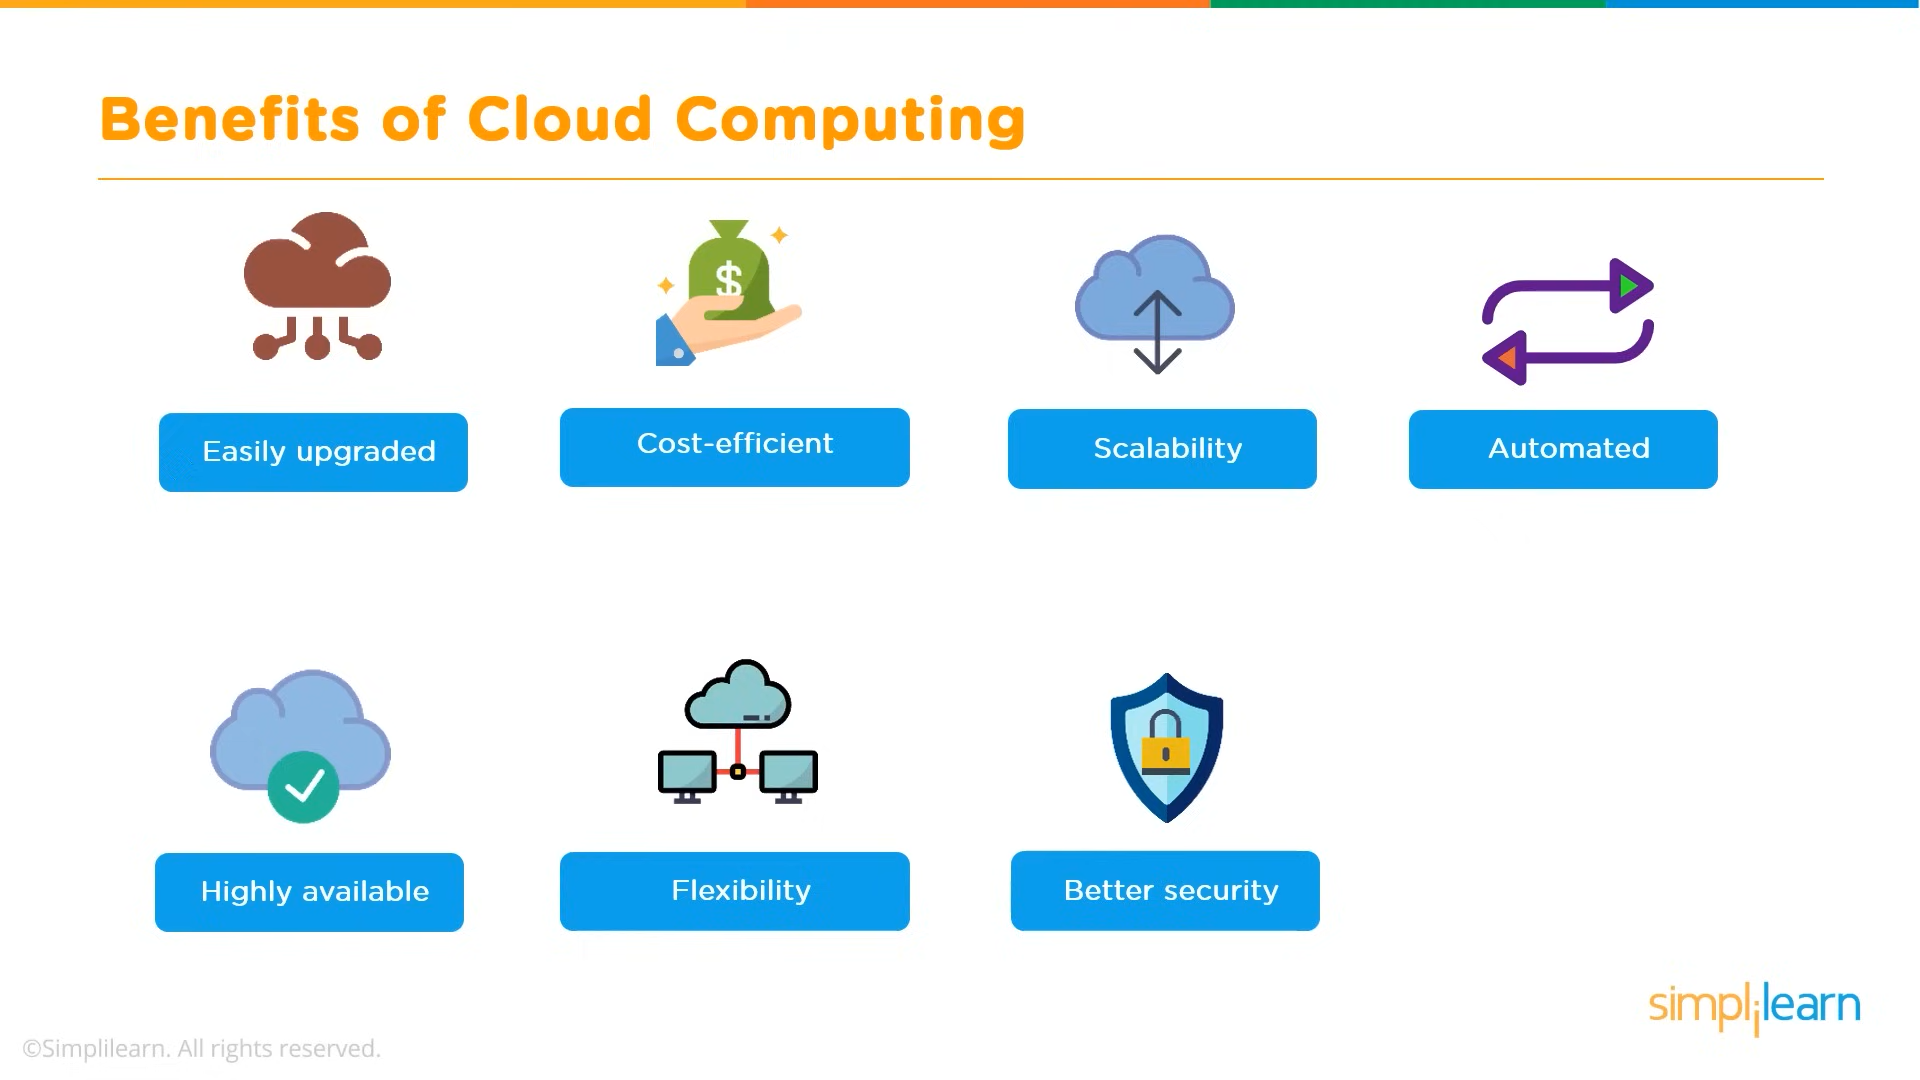 Benefits of Cloud Computing
$
Easily upgraded
Cost-efficient
Scalability
Automated
Highly available
Flexibility
Better security
simplilearn
©Simplilearn. All rights reserved.